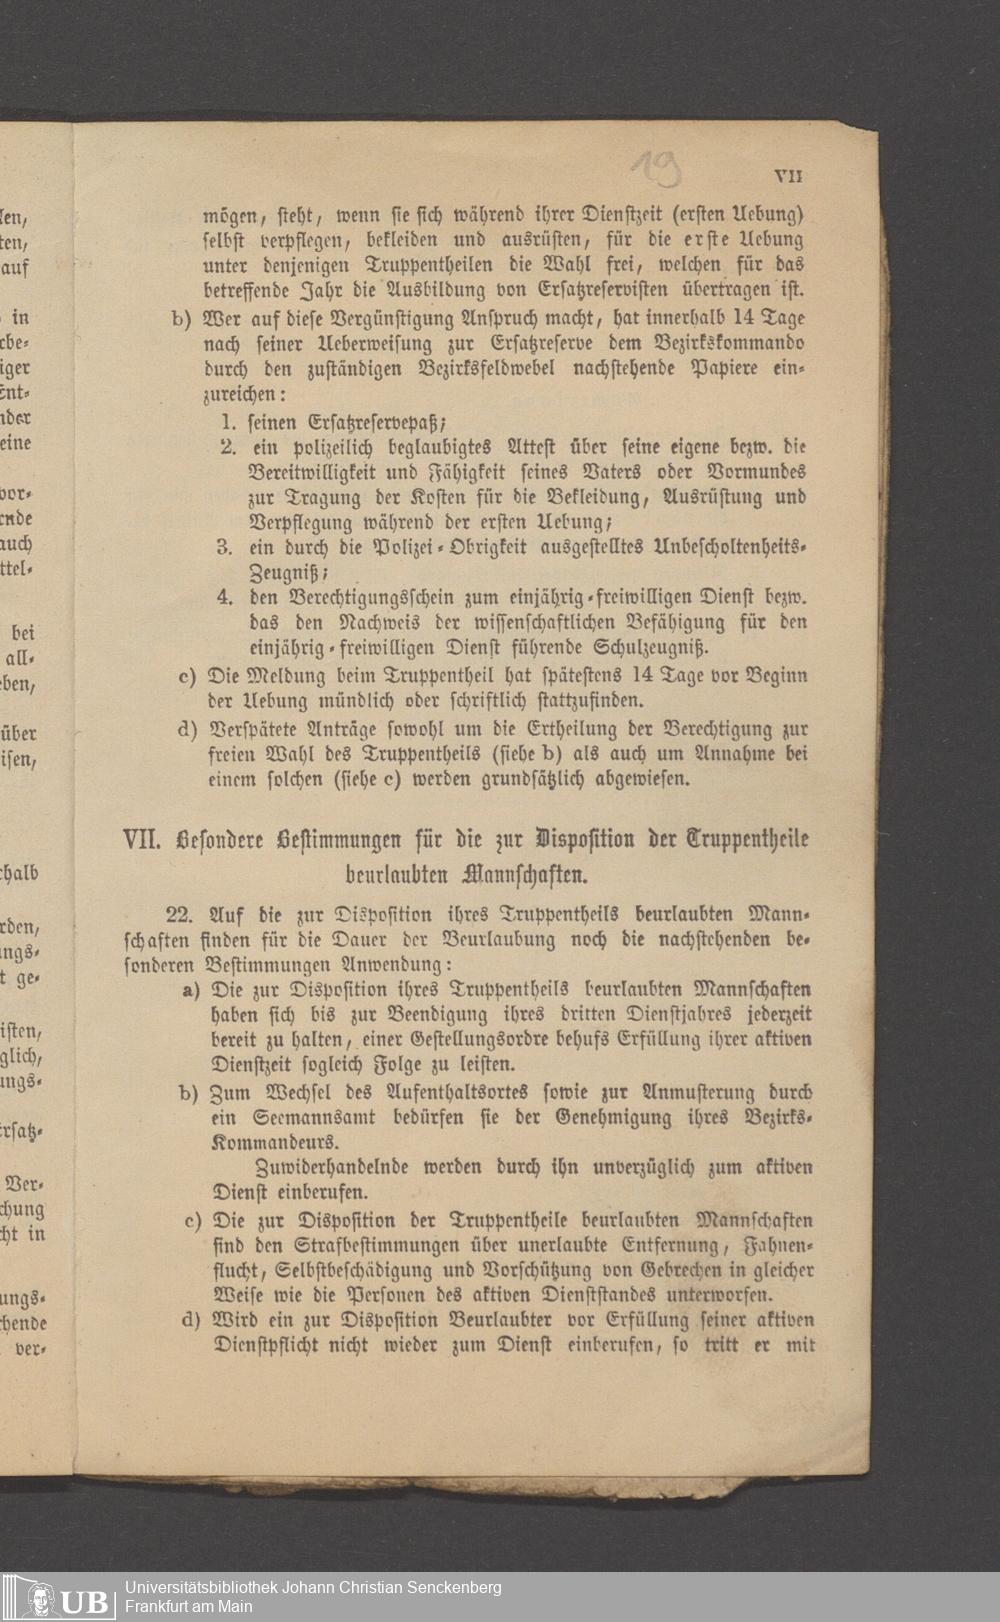 19
VII
mögen, steht, wenn sie sich während ihrer Dienstzeit (ersten Uebung)
selbst verpflegen, bekleiden und ausrüsten, für die erste Uebung
unter denjenigen Truppentheilen die Wahl frei, welchen für das
betreffende Jahr die Ausbildung von Ersatzreservisten übertragen ist.
b) Wer auf diese Vergünstigung Anspruch macht, hat innerhalb 14 Tage
nach seiner Ueberweisung zur Ersatzreserve dem Bezirkskommando
durch den zuständigen Bezirksfeldwebel nachstehende Papiere ein-
zureichen:
1. seinen Ersatzreservepaß;
2. ein polizeilich beglaubigtes Attest über seine eigene bezw. die
Bereitwilligkeit und Fähigkeit seines Vaters oder Vormundes
zur Tragung der Kosten für die Bekleidung, Ausrüstung und
Verpflegung während der ersten Uebung;
3. ein durch die Polizei-Obrigkeit ausgestelltes Unbescholtenheits-
Zeugniß;
4. den Berechtigungsschein zum einjährig-freiwilligen Dienst bezw.
das den Nachweis der wissenschaftlichen Befähigung für den
einjährig-freiwilligen Dienst führende Schulzeugniß.
c) Die Meldung beim Truppentheil hat spätestens 14 Tage vor Beginn
der Uebung mündlich oder schriftlich stattzufinden.
d) Verspätete Anträge sowohl um die Ertheilung der Berechtigung zur
freien Wahl des Truppentheils (siehe b) als auch um Annahme bei
einem solchen (siehe c) werden grundsätzlich abgewiesen.
VII. Besondere Bestimmungen für die zur Disposition der Truppentheile
beurlaubten Mannschaften.
22. Auf die zur Disposition ihres Truppentheils beurlaubten Mann-
schaften finden für die Dauer der Beurlaubung noch die nachstehenden be-
sonderen Bestimmungen Anwendung:
a) Die zur Disposition ihres Truppentheils beurlaubten Mannschaften
haben sich bis zur Beendigung ihres dritten Dienstjahres jederzeit
bereit zu halten, einer Gestellungsordre behufs Erfüllung ihrer aktiven
Dienstzeit sogleich Folge zu leisten.
b) Zum Wechsel des Aufenthaltsortes sowie zur Anmusterung durch
ein Seemannsamt bedürfen sie der Genehmigung ihres Bezirks-
Kommandeurs.
Zuwiderhandelnde werden durch ihn unverzüglich zum aktiven
Dienst einberufen.
c) Die zur Disposition der Truppentheile beurlaubten Mannschaften
sind den Strafbestimmungen über unerlaubte Entfernung, Fahnen-
flucht, Selbstbeschädigung und Vorschützung von Gebrechen in gleicher
Weise wie die Personen des aktiven Dienststandes unterworfen.
d) Wird ein zur Disposition Beurlaubter vor Erfüllung seiner aktiven
Dienstpflicht nicht wieder zum Dienst einberufen, so tritt er mit
UB
Universitätsbibliothek Johann Christian Senckenberg
Frankfurt am Main